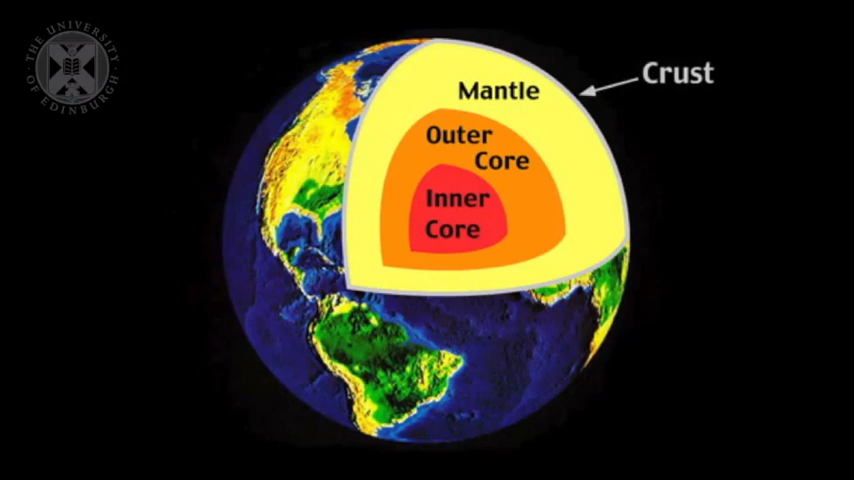 THE UNIVERSITY
OF EDINBURGH
Crust
Mantle
Outer
Core
Inner
Core